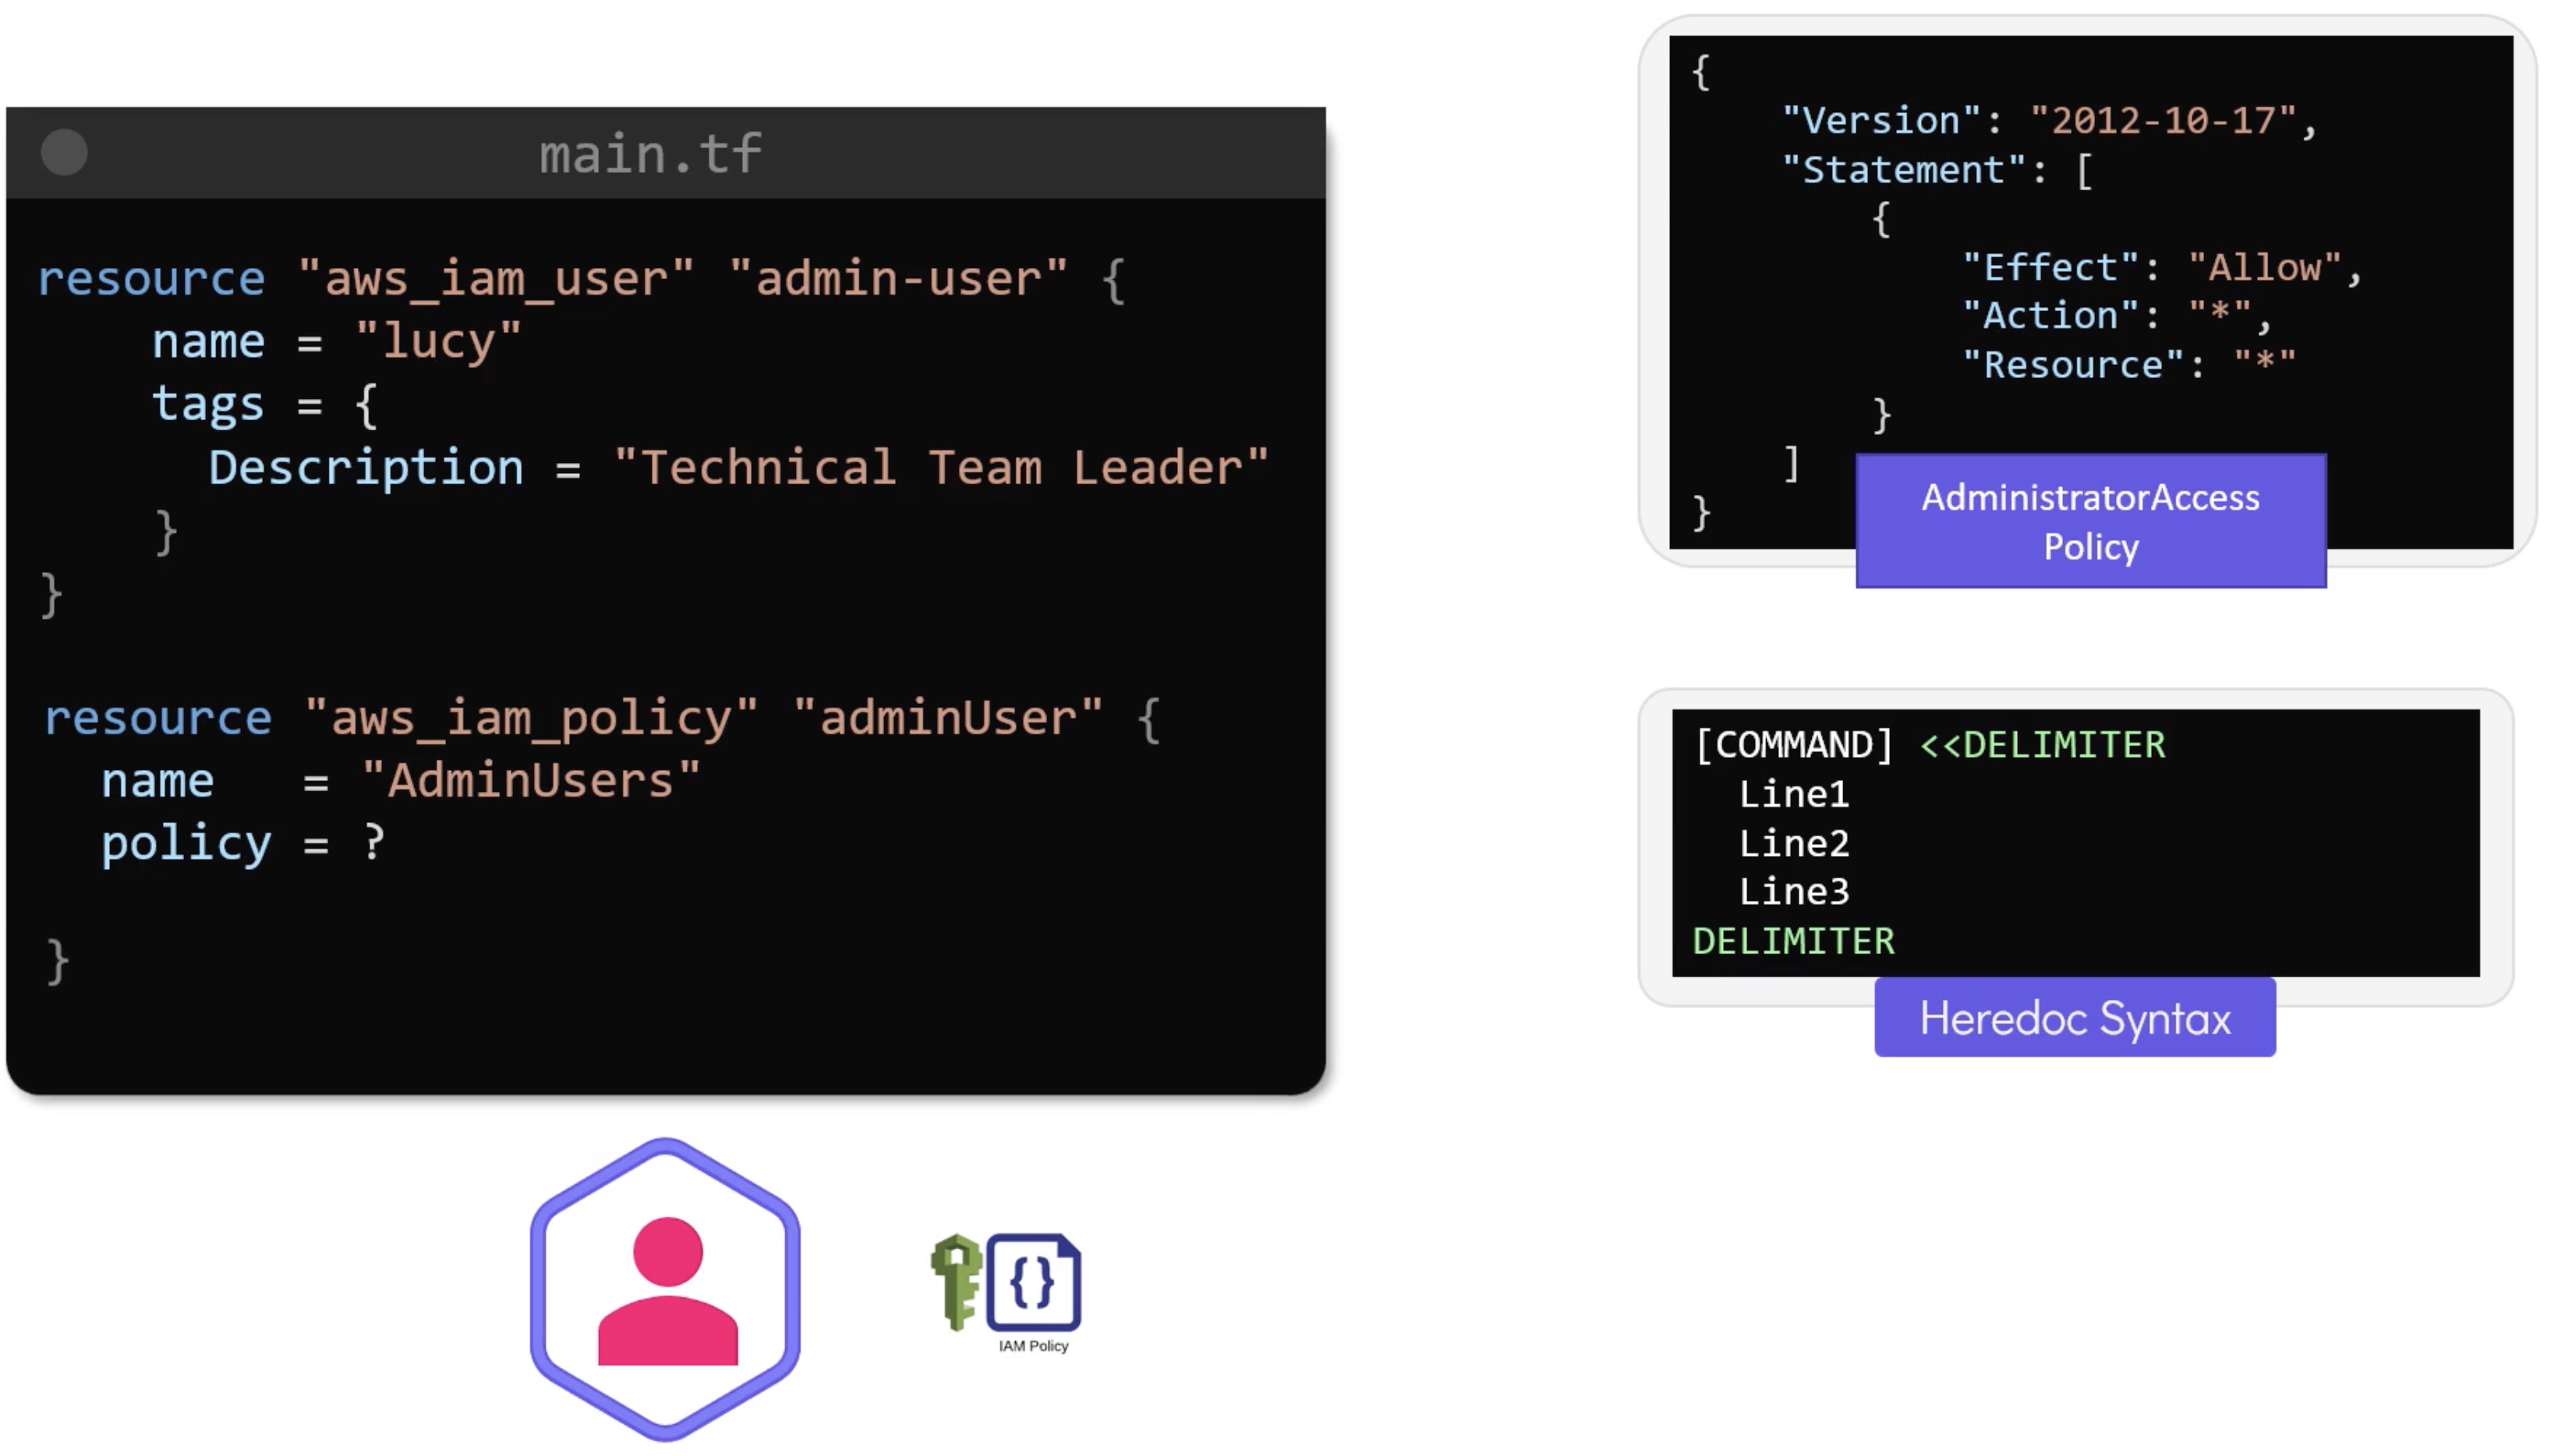 main.tf
resource "aws_iam_user" "admin-user" {
    name = "lucy"
    tags = {
      Description = "Technical Team Leader"
    }
}
resource "aws_iam_policy" "adminUser" {
  name   = "AdminUsers"
  policy = ?
}
{
    "Version": "2012-10-17",
    "Statement": [
        {
            "Effect": "Allow",
            "Action": "*",
            "Resource": "*"
        }
    ]
}
AdministratorAccess
Policy
[COMMAND] <<DELIMITER
  Line1
  Line2
  Line3
DELIMITER
Heredoc Syntax
{}
IAM Policy